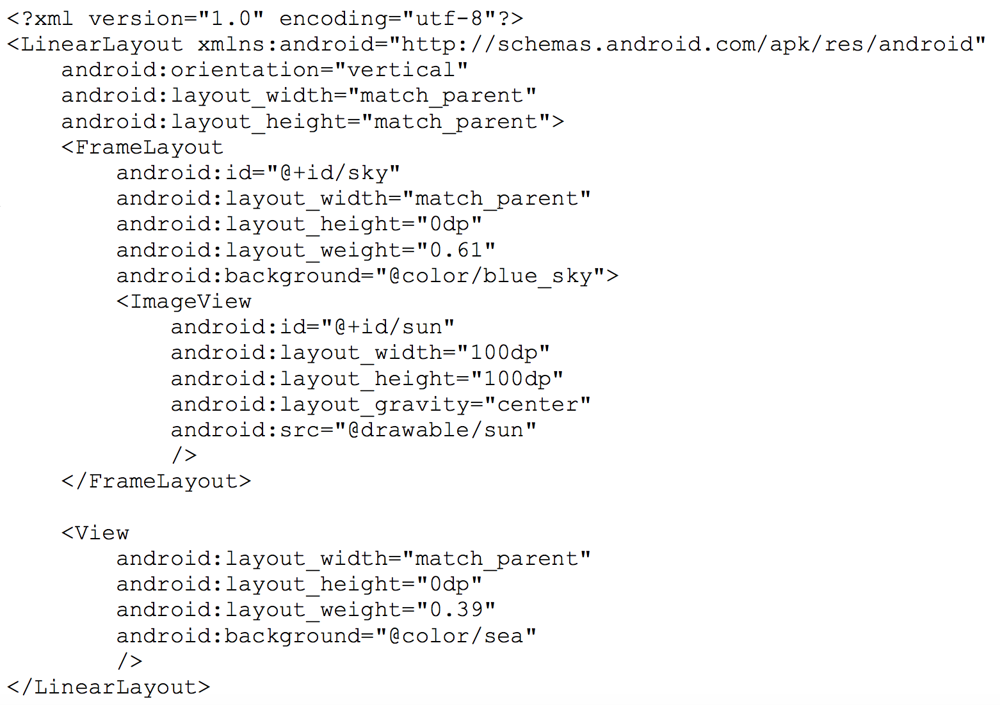 <?xml version="1.0" encoding="utf-8"?>
<LinearLayout xmlns:android="http://schemas.android.com/apk/res/android"
    android:orientation="vertical"
    android:layout_width="match_parent"
    android:layout_height="match_parent">
    <FrameLayout
        android:id="@+id/sky"
        android:layout_width="match_parent"
        android:layout_height="0dp"
        android:layout_weight="0.61"
        android:background="@color/blue_sky">
        <ImageView
            android:id="@+id/sun"
            android:layout_width="100dp"
            android:layout_height="100dp"
            android:layout_gravity="center"
            android:src="@drawable/sun"
            />
    </FrameLayout>

    <View
        android:layout_width="match_parent"
        android:layout_height="0dp"
        android:layout_weight="0.39"
        android:background="@color/sea"
        />
</LinearLayout>